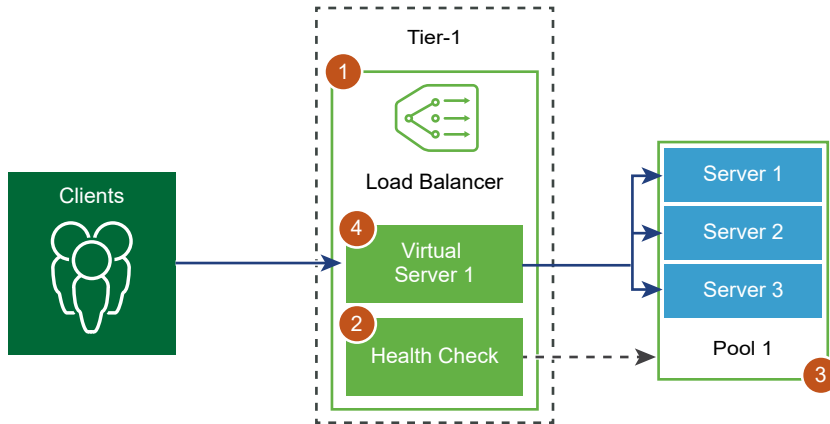 Tier-1
1
Load Balancer
Clients
4
Virtual
Server 1
2
Health Check
Server 1
Server 2
Server 3
Pool 1
3